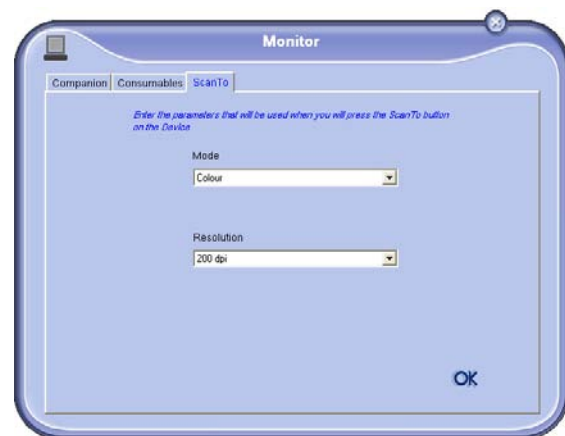 Monitor
Companion Consumables ScanTo
Enter the parameters that will be used when you will press the ScanTo button
on the Device
Mode
Colour
Resolution
200 dpi
OK